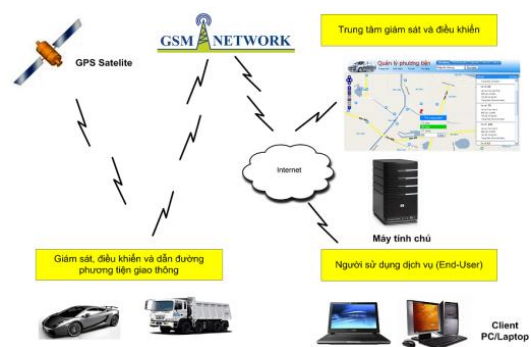 GSM NETWORK
Trung tâm giám sát và điều khiển
GPS Satelite
Quản lý phương tiện
Internet
Máy tính chủ
Giám sát, điều khiển và dẫn đường
phương tiện giao thông
Người sử dụng dịch vụ (End-User)
Client
PC/Laptop